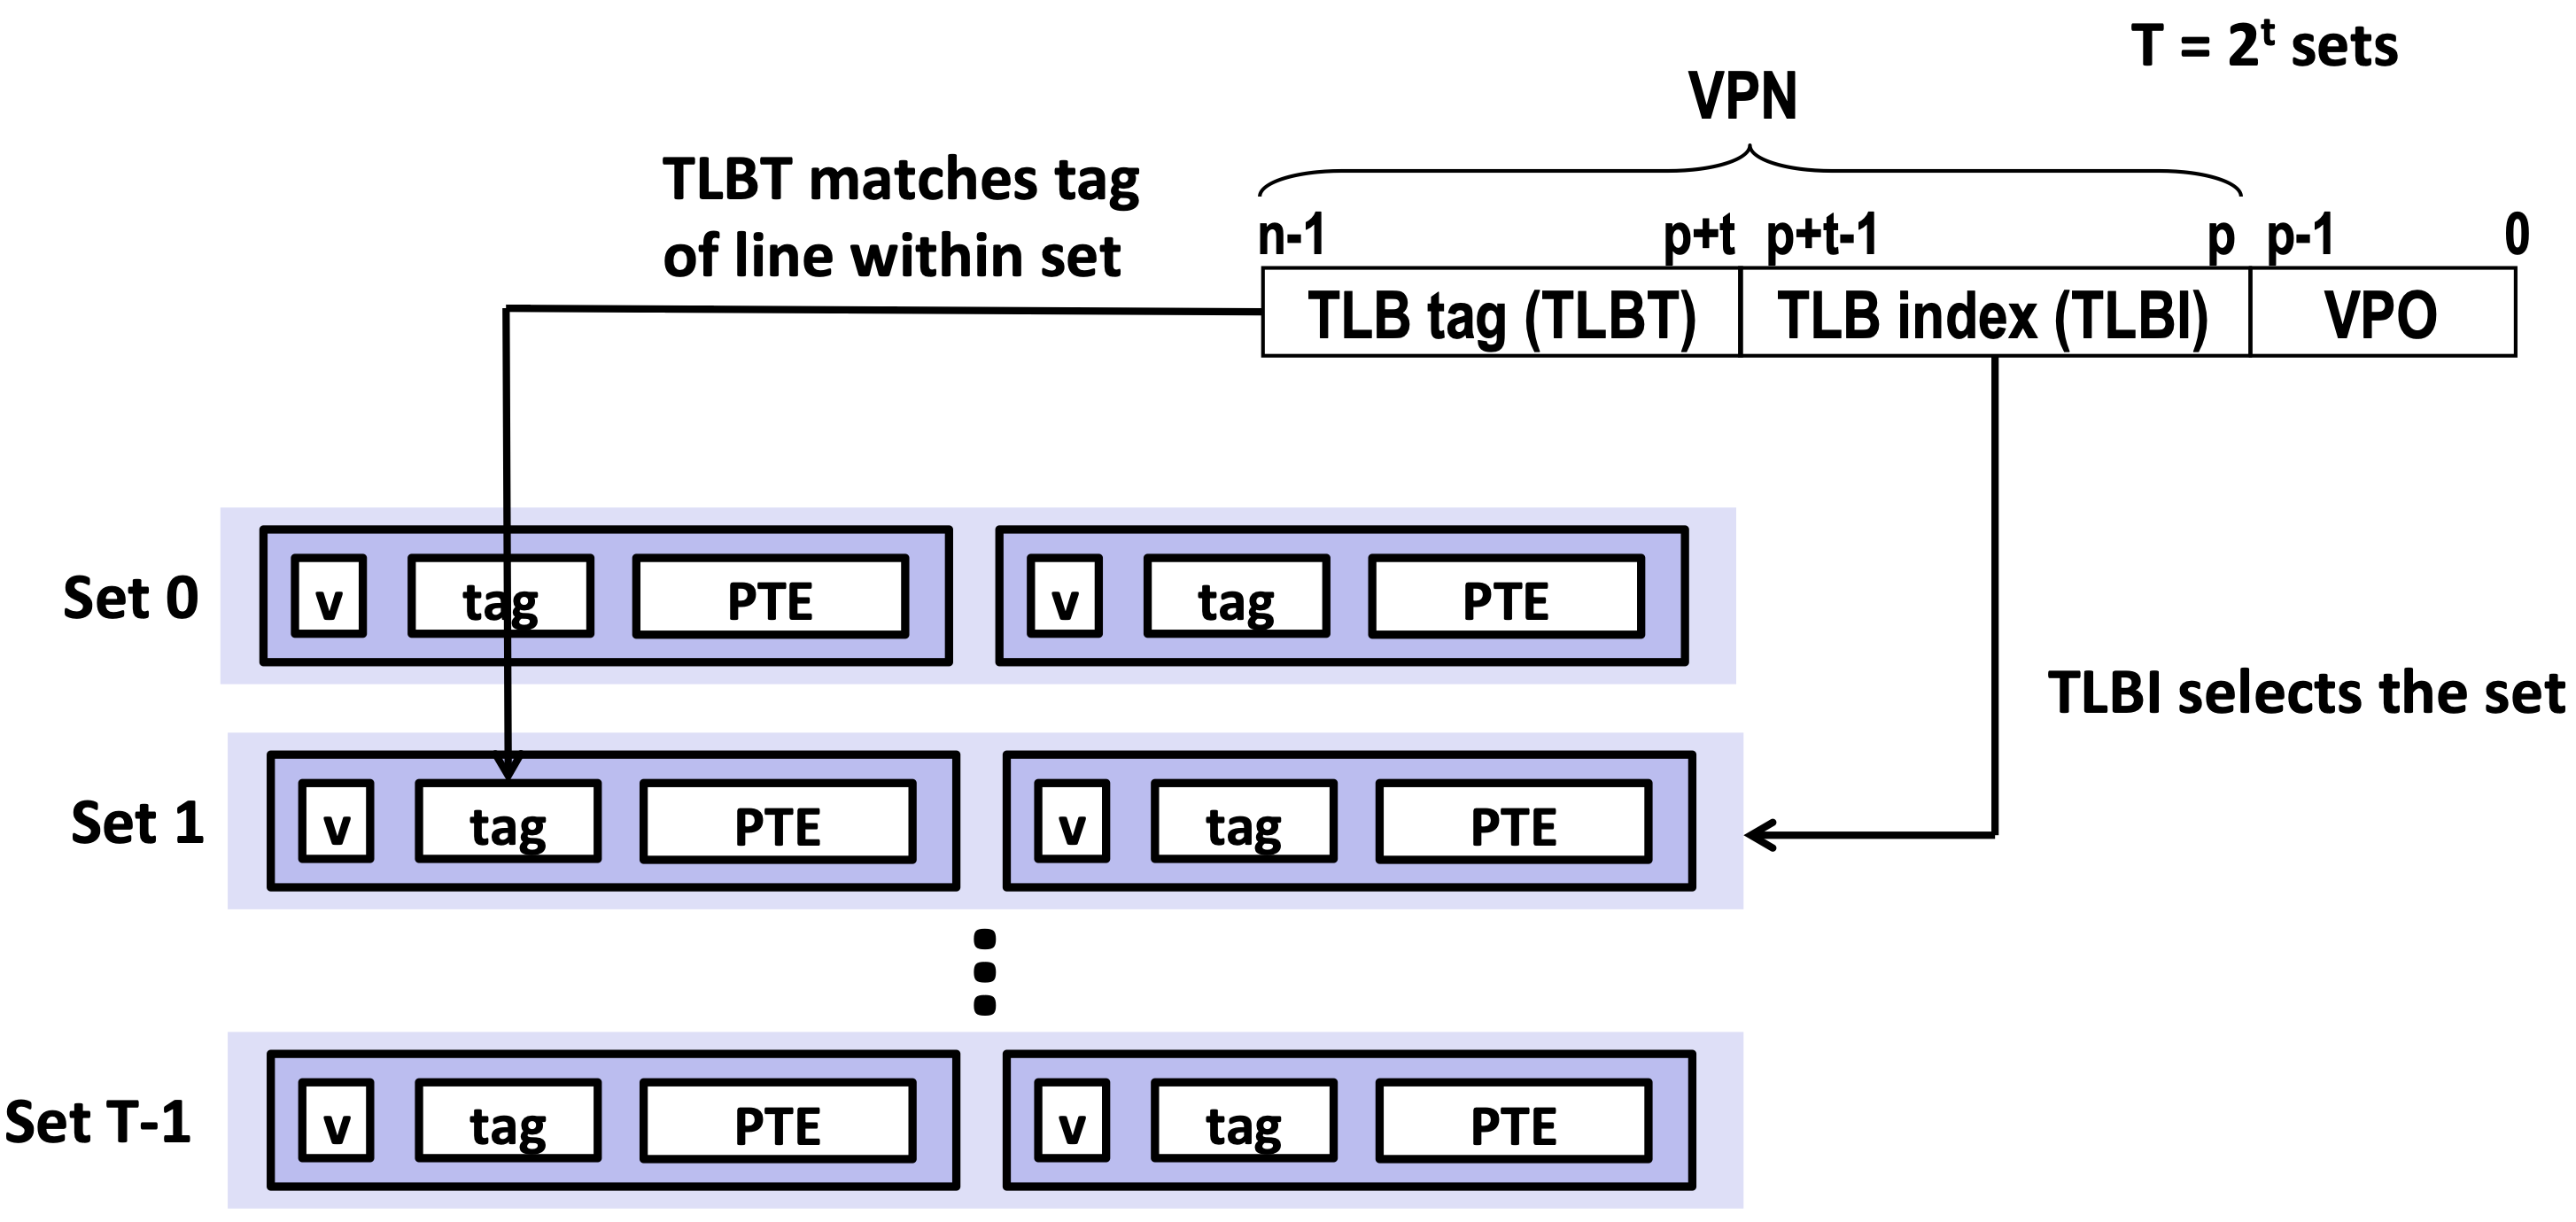 T = 2^t sets
VPN
TLBT matches tag
of line within set
n-1 p+t p+t-1 p p-1 0
TLB tag (TLBT) TLB index (TLBI) VPO
Set 0 v tag PTE v tag PTE
TLBI selects the set
Set 1 v tag PTE v tag PTE
Set T-1 v tag PTE v tag PTE